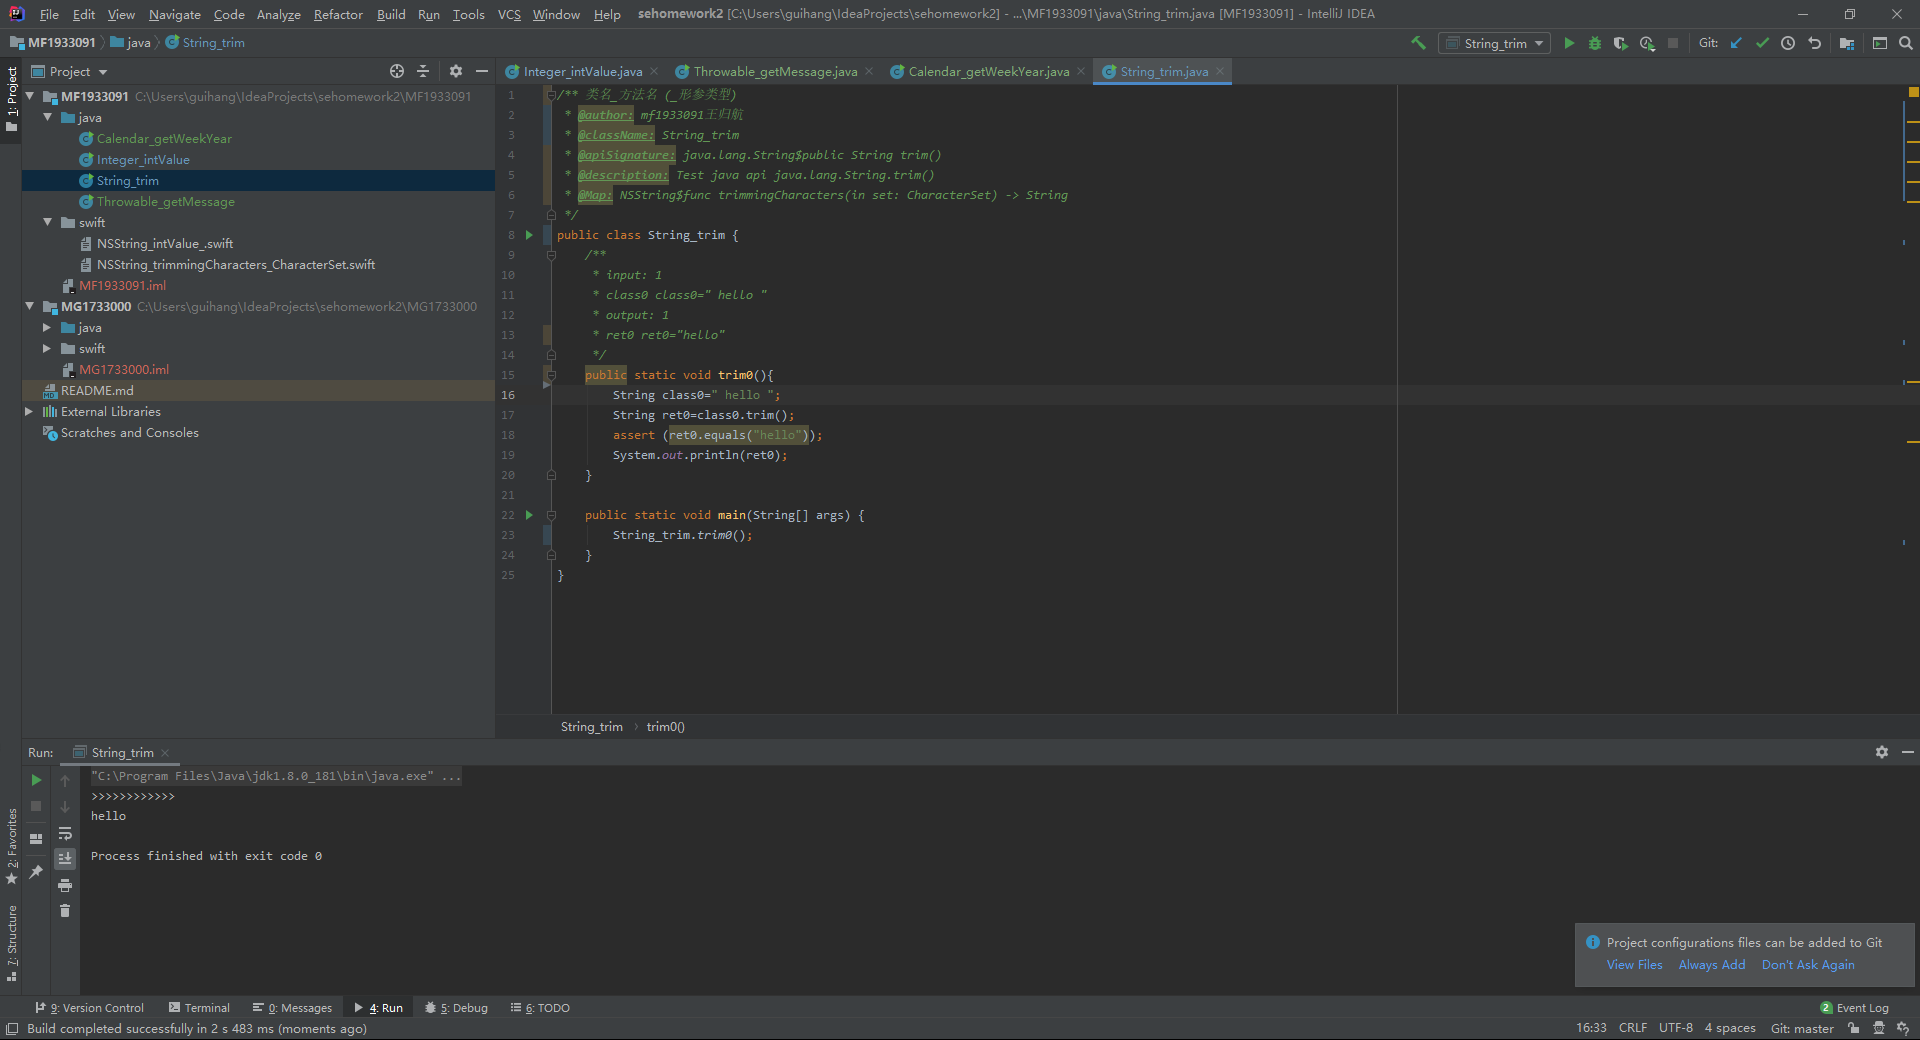 File Edit View Navigate Code Analyze Refactor Build Run Tools VCS Window Help sehomework2 [C:\Users\guihang\IdeaProjects\sehomework2] - ...\MF1933091\java\String_trim.java [MF1933091] - IntelliJ IDEA
MF1933091 java String_trim String_trim Git:
1: Project
Project
Integer_intValue.java Throwable_getMessage.java Calendar_getWeekYear.java String_trim.java
MF1933091 C:\Users\guihang\IdeaProjects\sehomework2\MF1933091
java
Calendar_getWeekYear
Integer_intValue
String_trim
Throwable_getMessage
swift
NSString_intValue_.swift
NSString_trimmingCharacters_CharacterSet.swift
MF1933091.iml
MG1733000 C:\Users\guihang\IdeaProjects\sehomework2\MG1733000
java
swift
MG1733000.iml
README.md
External Libraries
Scratches and Consoles
1 /** 类名_方法名 (_形参类型)
2 * @author: mf1933091王归航
3 * @className: String_trim
4 * @apiSignature: java.lang.String$public String trim()
5 * @description: Test java api java.lang.String.trim()
6 * @Map: NSString$func trimmingCharacters(in set: CharacterSet) -> String
7 */
8 public class String_trim {
9 /**
10 * input: 1
11 * class0 class0=" hello "
12 * output: 1
13 * ret0 ret0="hello"
14 */
15 public static void trim0(){
16 String class0=" hello ";
17 String ret0=class0.trim();
18 assert (ret0.equals("hello"));
19 System.out.println(ret0);
20 }
21
22 public static void main(String[] args) {
23 String_trim.trim0();
24 }
25 }
String_trim › trim0()
Run: String_trim
"C:\Program Files\Java\jdk1.8.0_181\bin\java.exe" ...
>>>>>>>>>>>>
hello
Process finished with exit code 0
2: Favorites
7: Structure
Project configurations files can be added to Git
View Files Always Add Don't Ask Again
9: Version Control Terminal 0: Messages 4: Run 5: Debug 6: TODO 2 Event Log
Build completed successfully in 2 s 483 ms (moments ago) 16:33 CRLF UTF-8 4 spaces Git: master